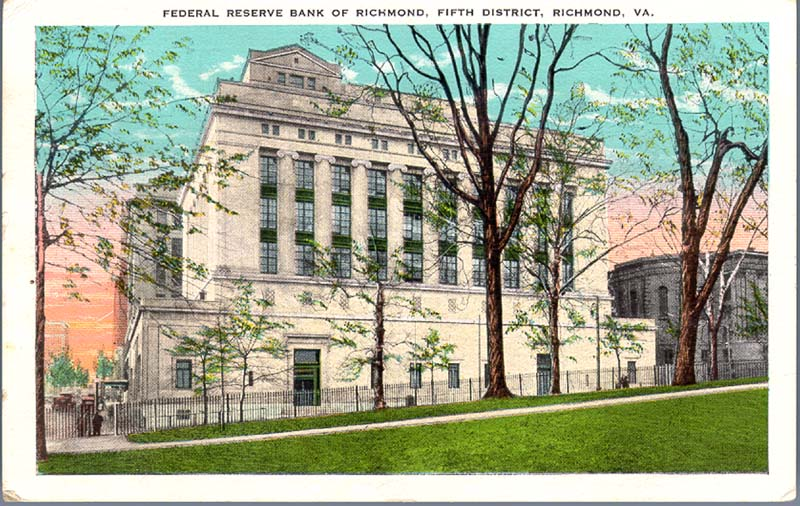 FEDERAL RESERVE BANK OF RICHMOND, FIFTH DISTRICT, RICHMOND, VA.